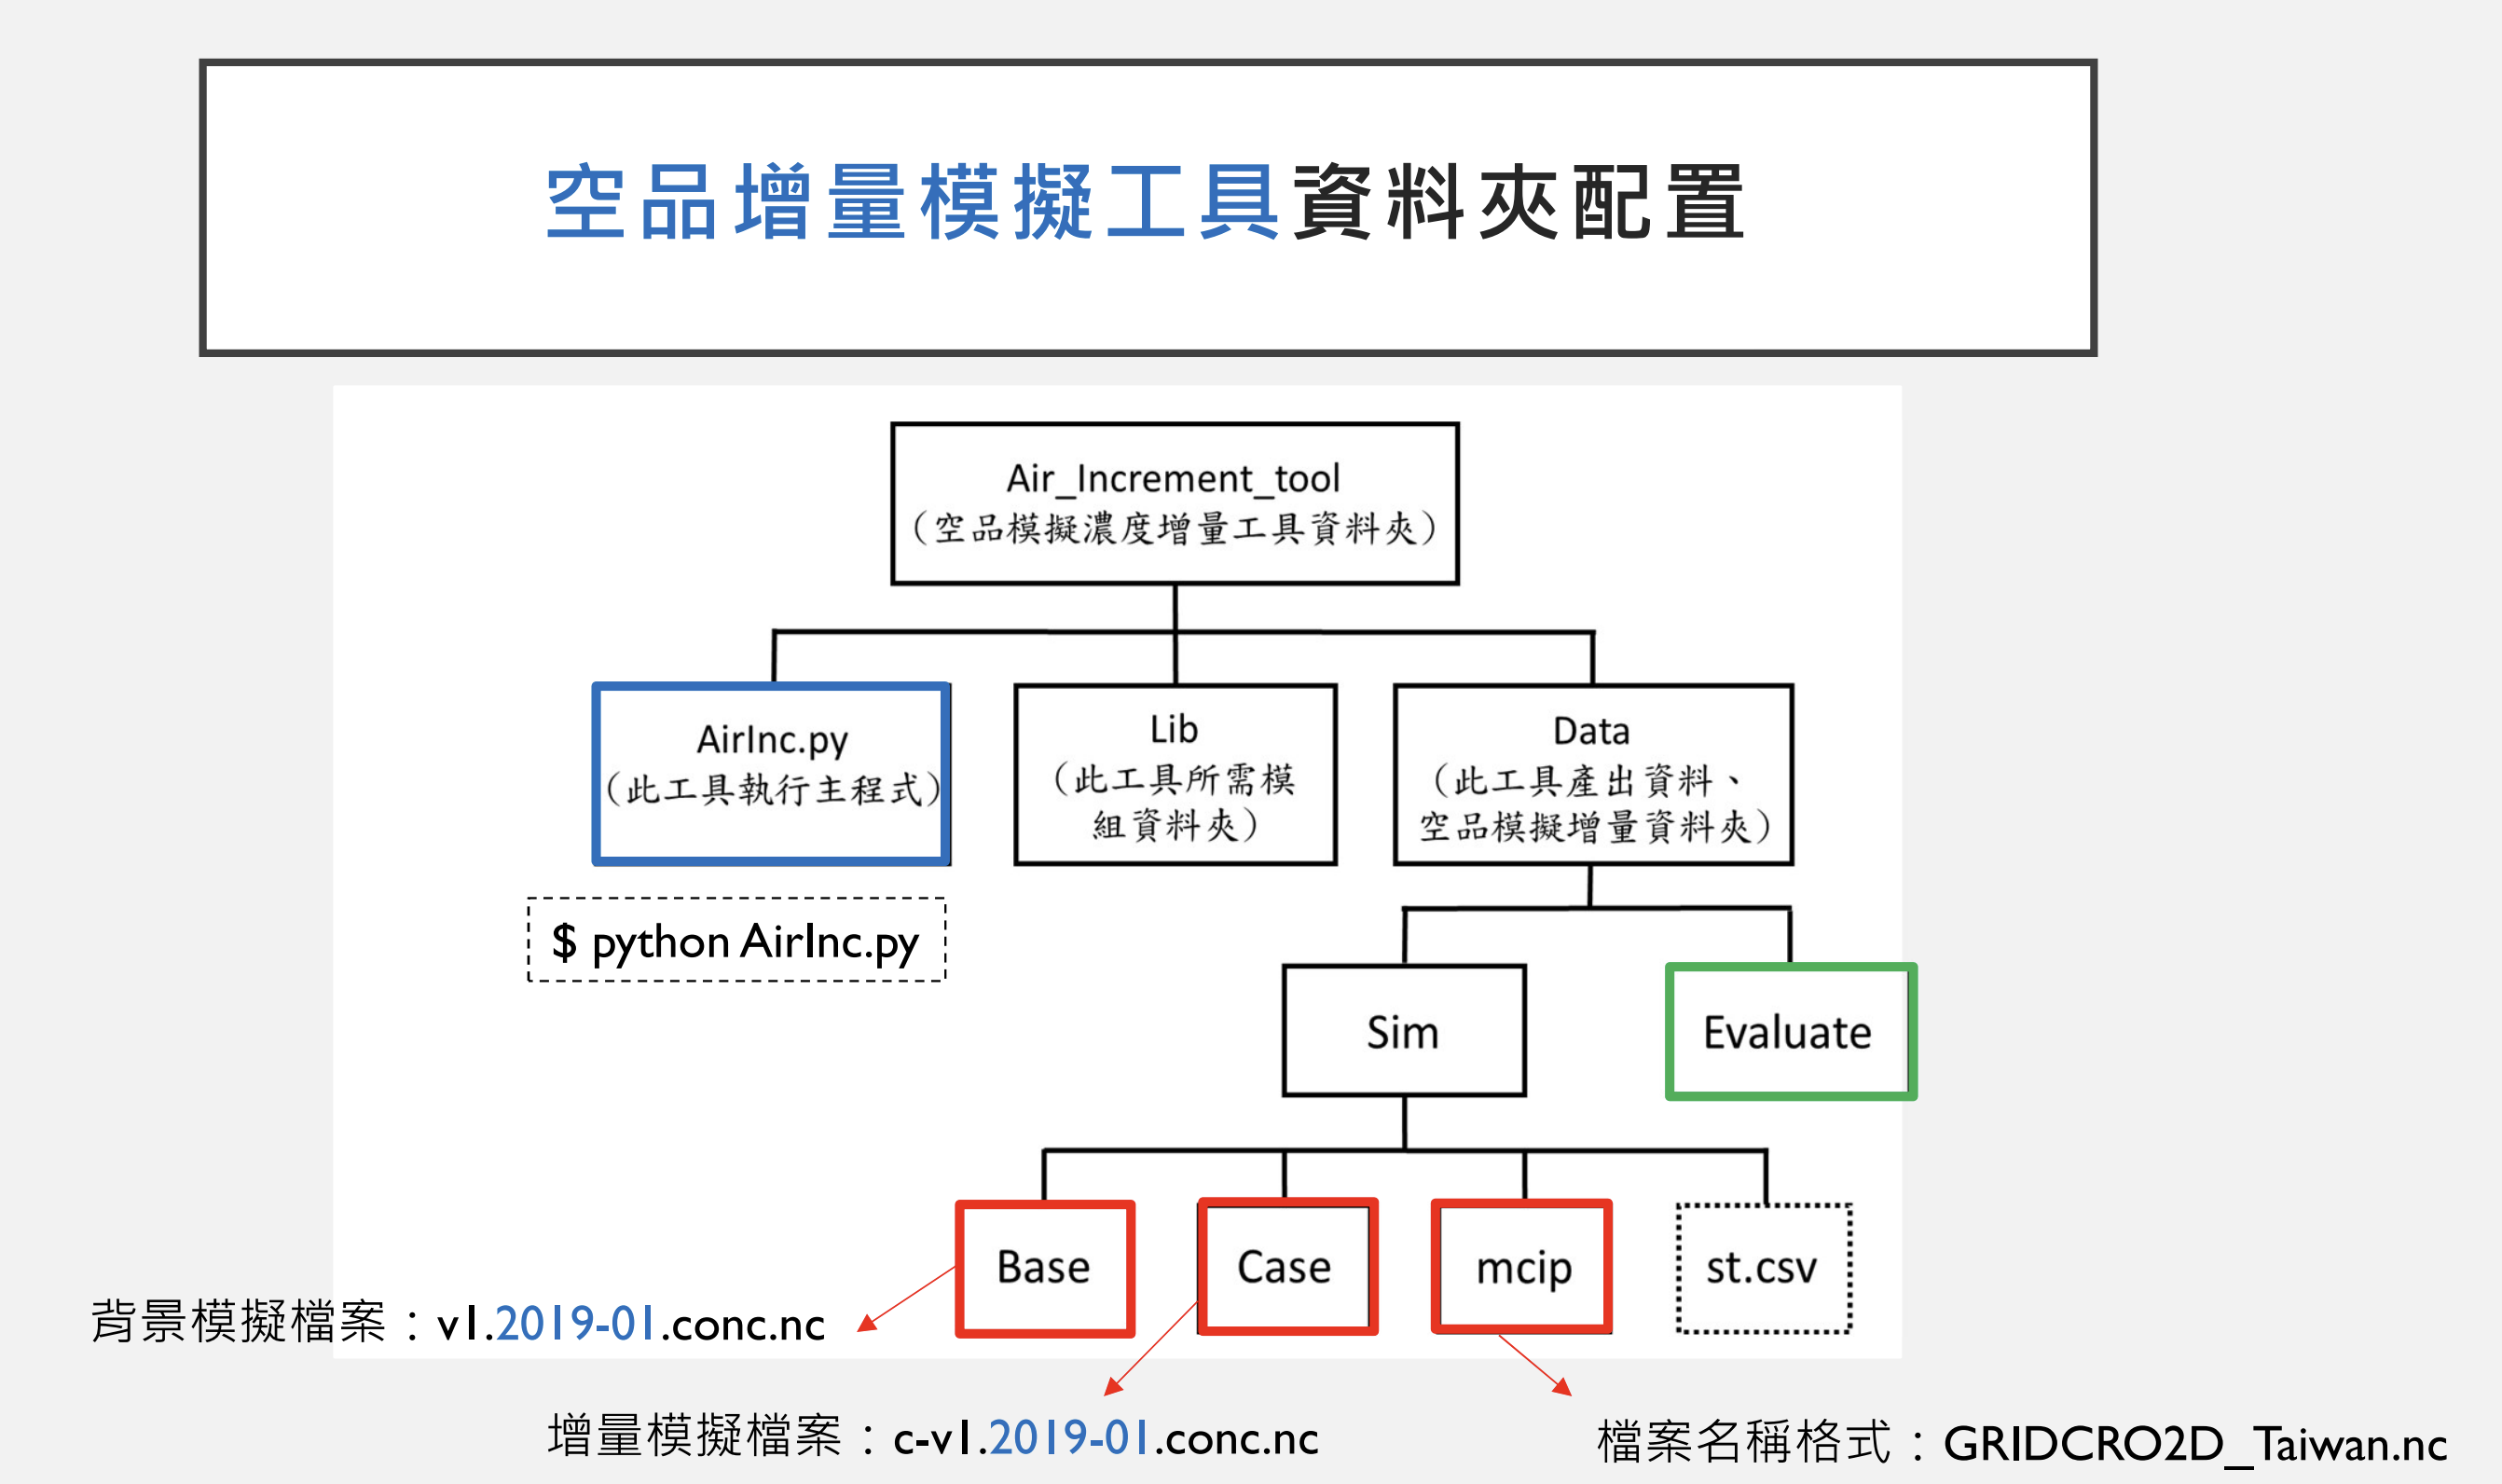 空品增量模擬工具資料夾配置
Air_Increment_tool
（空品模擬濃度增量工具資料夾）
AirInc.py
（此工具執行主程式）
Lib
（此工具所需模
組資料夾）
Data
（此工具產出資料、
空品模擬增量資料夾）
$ python AirInc.py
Sim
Evaluate
Base
Case
mcip
st.csv
背景模擬檔案：v1.2019-01.conc.nc
增量模擬檔案：c-v1.2019-01.conc.nc
檔案名稱格式：GRIDCRO2D_Taiwan.nc